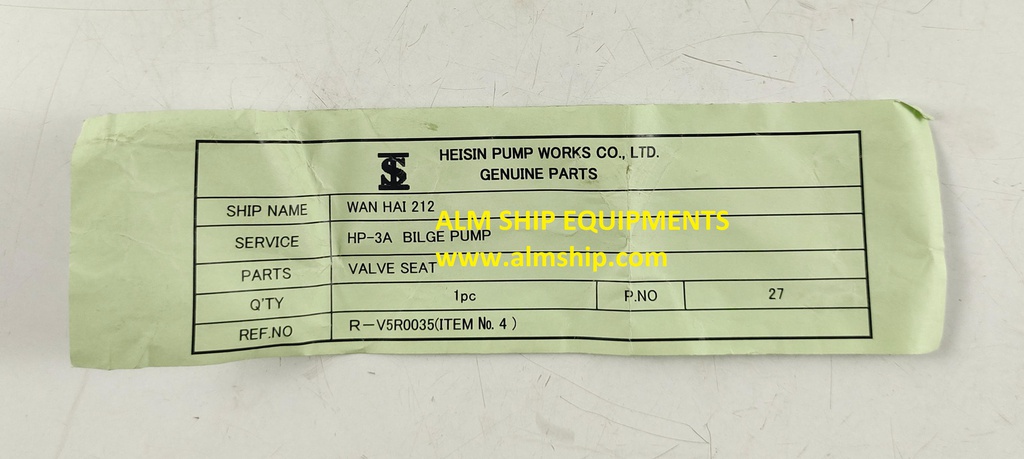 HEISIN PUMP WORKS CO., LTD.
GENUINE PARTS
SHIP NAME WAN HAI 212
ALM SHIP EQUIPMENTS
SERVICE HP-3A BILGE PUMP
www.almship.com
PARTS VALVE SEAT
Q'TY 1pc P.NO 27
REF.NO R-V5R0035(ITEM No. 4)